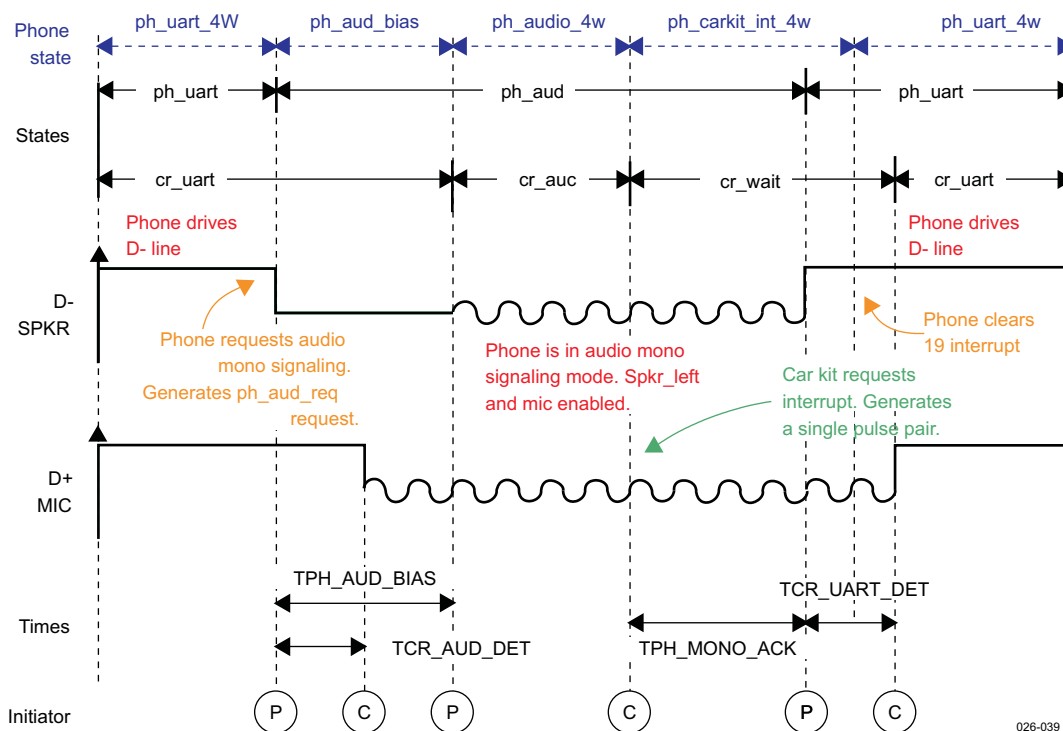 Phone
state
ph_uart_4W
ph_aud_bias
ph_audio_4w
ph_carkit_int_4w
ph_uart_4w
States
ph_uart
ph_aud
ph_uart
cr_uart
cr_auc
cr_wait
cr_uart
Phone drives
D- line
Phone drives
D- line
D-
SPKR
Phone requests audio
mono signaling.
Generates ph_aud_req
request.
Phone is in audio mono
signaling mode. Spkr_left
and mic enabled.
Phone clears
19 interrupt
Car kit requests
interrupt. Generates
a single pulse pair.
D+
MIC
Times
TPH_AUD_BIAS
TCR_UART_DET
TCR_AUD_DET
TPH_MONO_ACK
Initiator
P
C
P
C
P
C
026-039